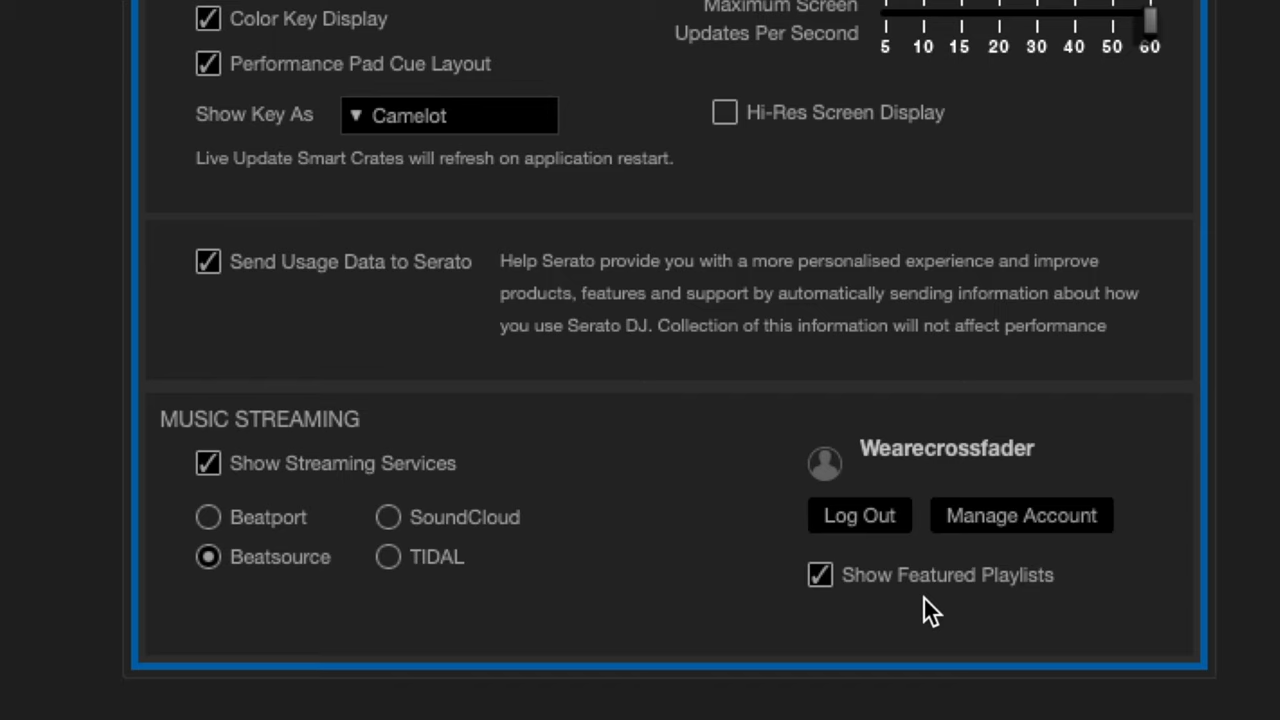 Color Key Display
Maximum Screen
Updates Per Second
5 10 15 20 30 40 50 60
Performance Pad Cue Layout
Show Key As
Camelot
Hi-Res Screen Display
Live Update Smart Crates will refresh on application restart.
Send Usage Data to Serato
Help Serato provide you with a more personalised experience and improve
products, features and support by automatically sending information about how
you use Serato DJ. Collection of this information will not affect performance
MUSIC STREAMING
Show Streaming Services
Beatport
SoundCloud
Beatsource
TIDAL
Wearecrossfader
Log Out
Manage Account
Show Featured Playlists